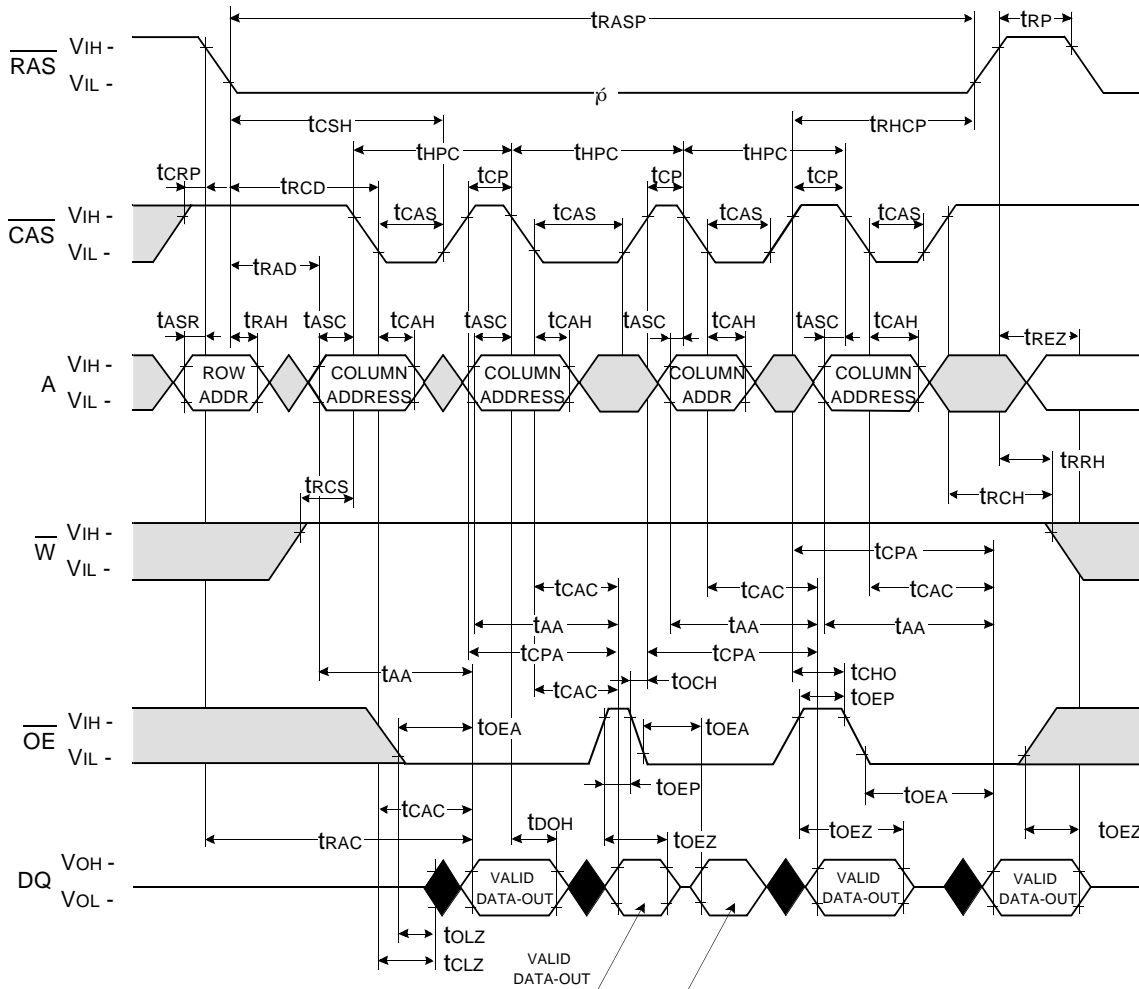 tRASP
tRP
RAS
VIH -
VIL -
tCSH
tRHCP
tHPC
tHPC
tHPC
tCRP
tRCD
tCP
tCP
tCP
CAS
VIH -
VIL -
tCAS
tCAS
tCAS
tCAS
tRAD
tASR
tRAH
tASC
tCAH
tASC
tCAH
tASC
tCAH
tASC
tCAH
tREZ
A
VIH -
VIL -
ROW
ADDR
COLUMN
ADDRESS
COLUMN
ADDRESS
COLUMN
ADDR
COLUMN
ADDRESS
tRRH
tRCS
tRCH
W
VIH -
VIL -
tCPA
tCAC
tCAC
tCAC
tAA
tAA
tAA
tCPA
tCPA
tAA
tCHO
tCAC
tOCH
tOEP
OE
VIH -
VIL -
tOEA
tOEA
tOEP
tOEA
tCAC
tDOH
tOEZ
tOEZ
tOEZ
tRAC
DQ
VOH -
VOL -
VALID
DATA-OUT
VALID
DATA-OUT
VALID
DATA-OUT
tOLZ
tCLZ
VALID
DATA-OUT